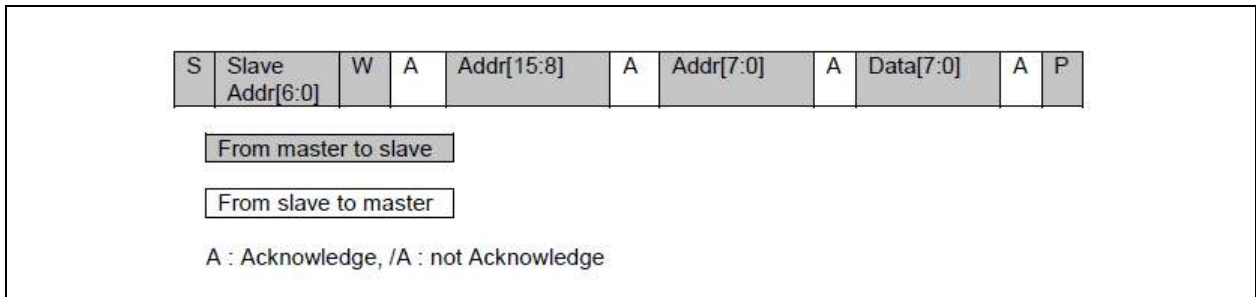 S Slave Addr[6:0] W A Addr[15:8] A Addr[7:0] A Data[7:0] A P
From master to slave
From slave to master
A : Acknowledge, /A : not Acknowledge